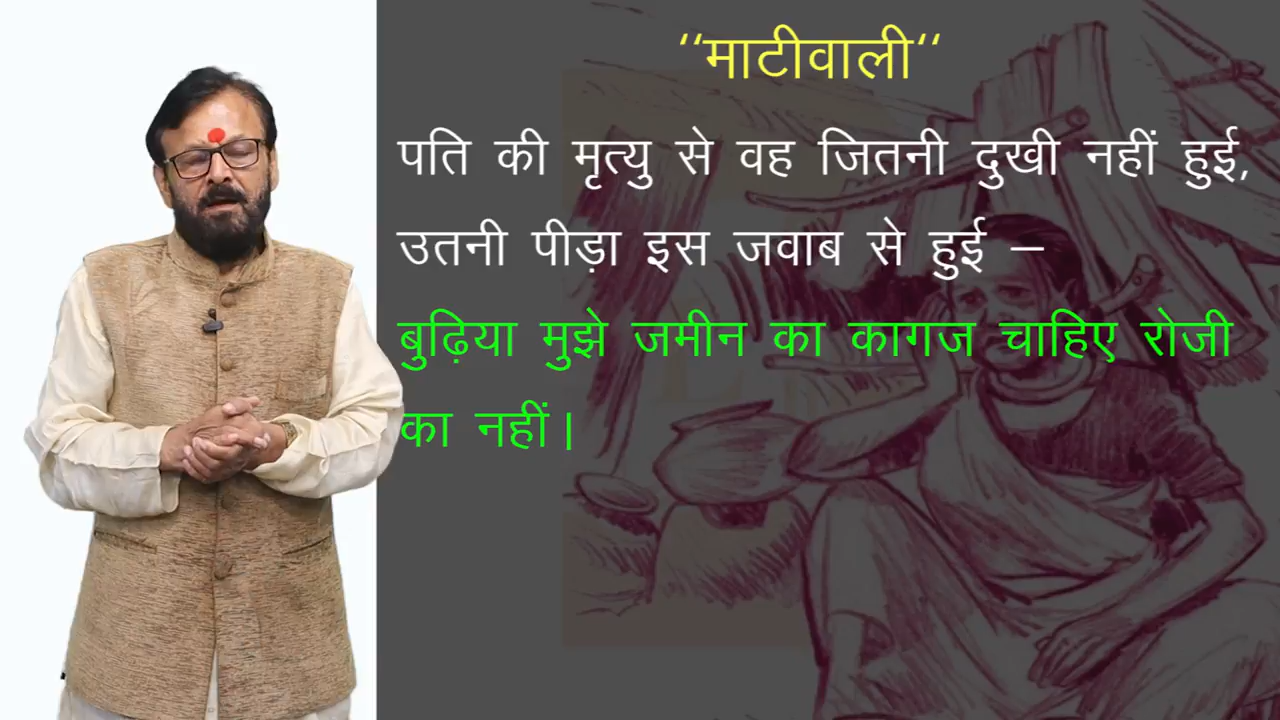 ‘‘माटीवाली‘‘
पति की मृत्यु से वह जितनी दुखी नहीं हुई,
उतनी पीड़ा इस जवाब से हुई –
बुढ़िया मुझे जमीन का कागज चाहिए रोजी
का नहीं।